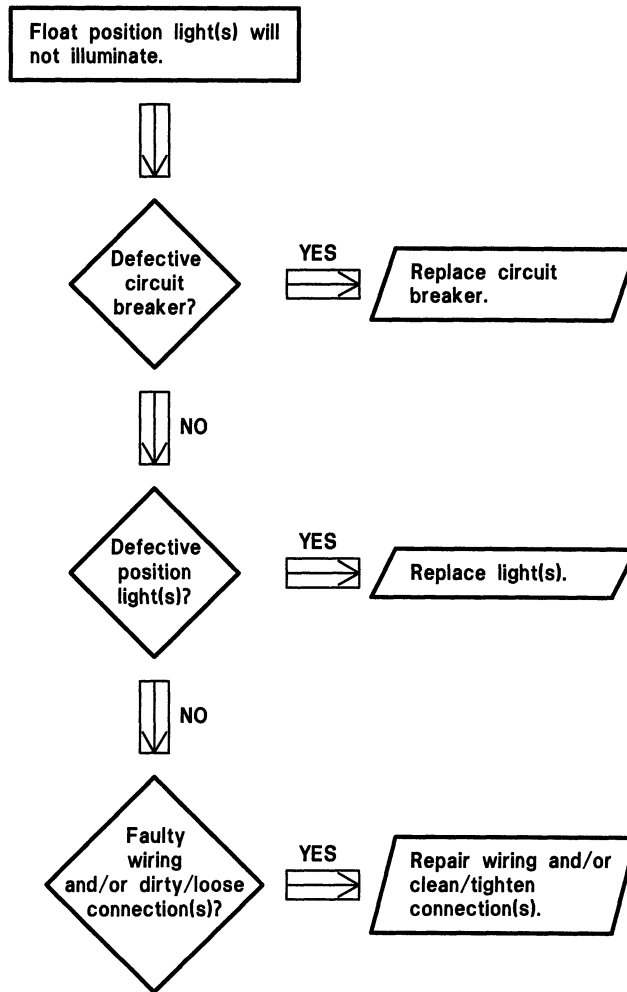 Float position light(s) will
not illuminate.
Defective
circuit
breaker?
YES
Replace circuit
breaker.
NO
Defective
position
light(s)?
YES
Replace light(s).
NO
Faulty
wiring
and/or dirty/loose
connection(s)?
YES
Repair wiring and/or
clean/tighten
connection(s).